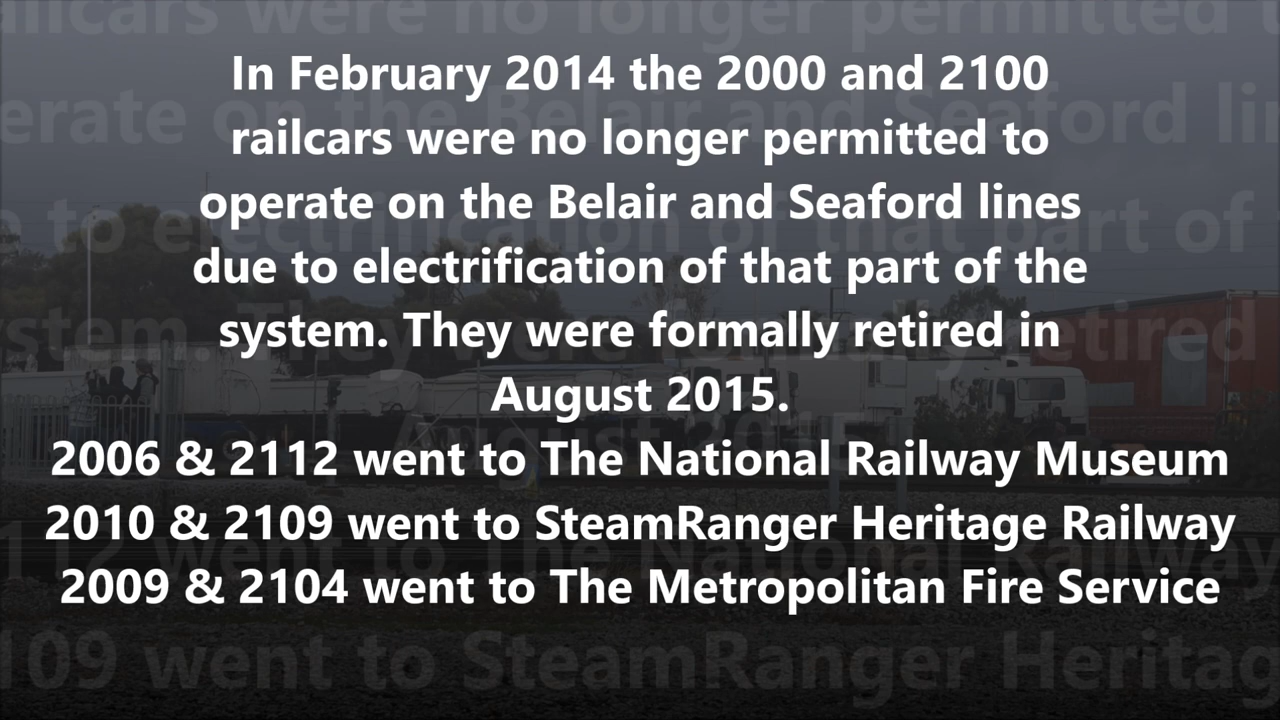 In February 2014 the 2000 and 2100
railcars were no longer permitted to
operate on the Belair and Seaford lines
due to electrification of that part of the
system. They were formally retired in
August 2015.
2006 & 2112 went to The National Railway Museum
2010 & 2109 went to SteamRanger Heritage Railway
2009 & 2104 went to The Metropolitan Fire Service